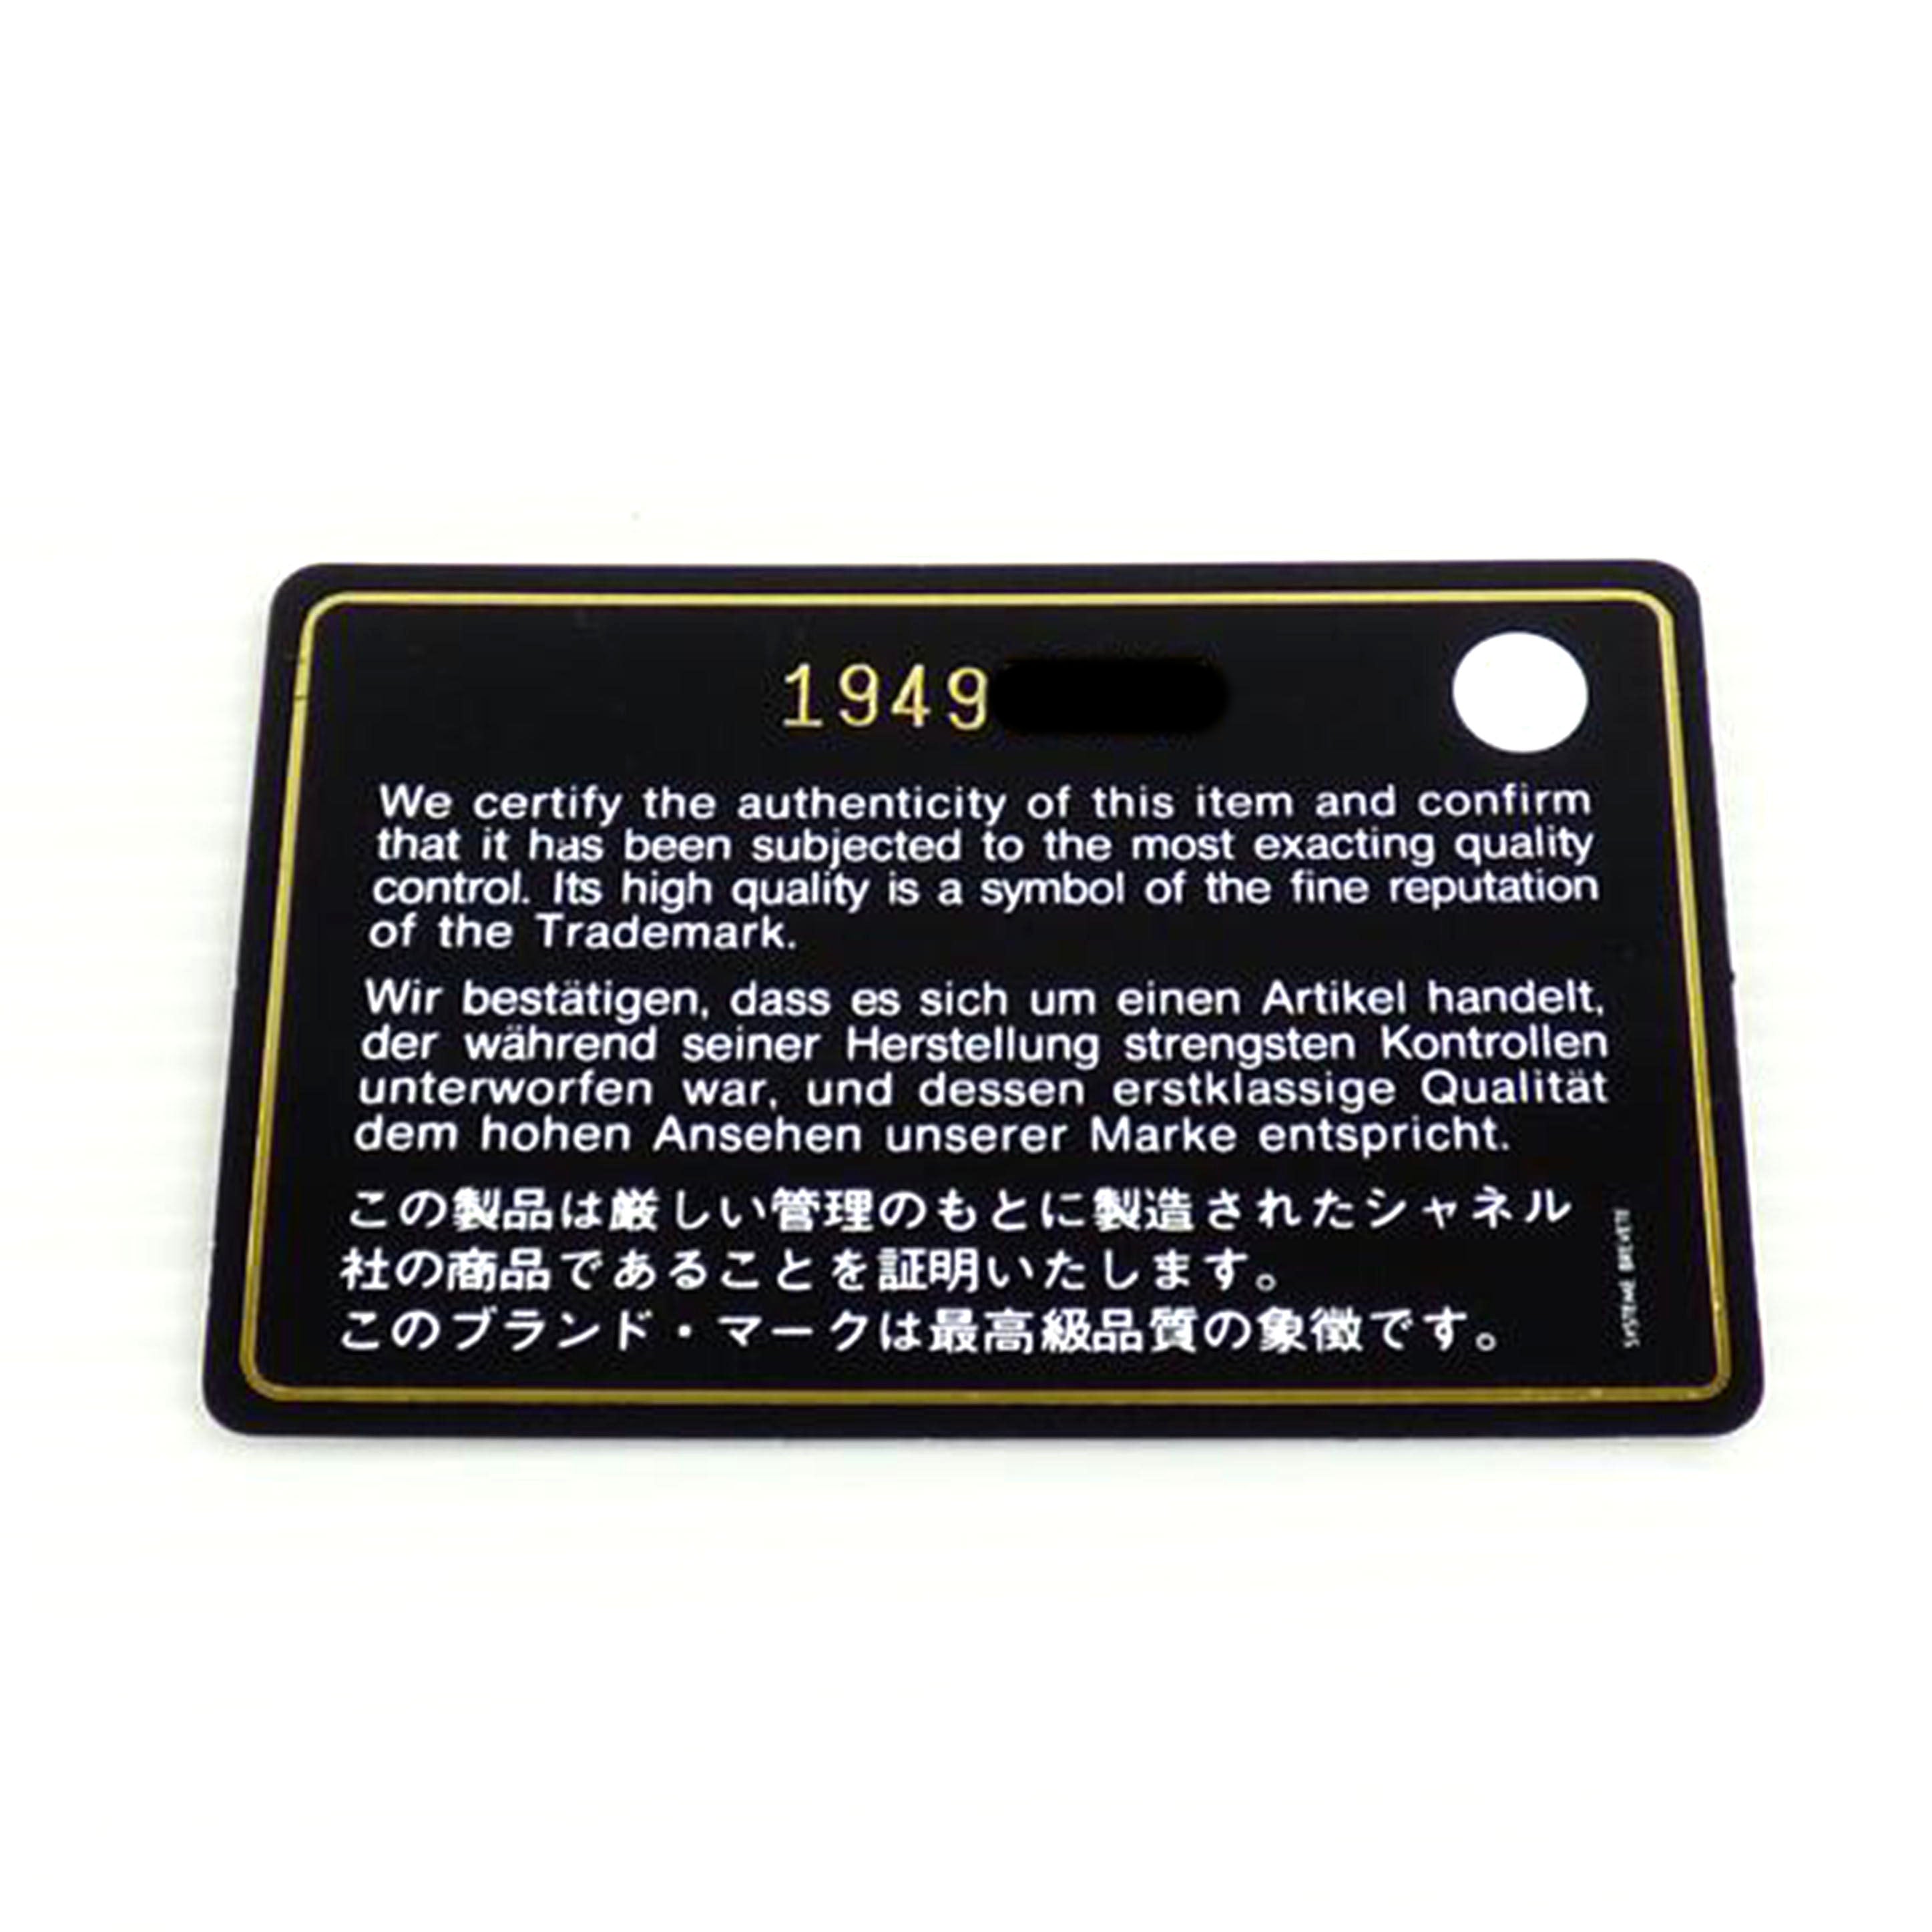 1949
We certify the authenticity of this item and confirm
that it has been subjected to the most exacting quality
control. Its high quality is a symbol of the fine reputation
of the Trademark.
Wir bestätigen, dass es sich um einen Artikel handelt,
der während seiner Herstellung strengsten Kontrollen
unterworfen war, und dessen erstklassige Qualität
dem hohen Ansehen unserer Marke entspricht.
この製品は厳しい管理のもとに製造されたシャネル
社の商品であることを証明いたします。
このブランド・マークは最高級品質の象徴です。
SYSTEME BREVETE